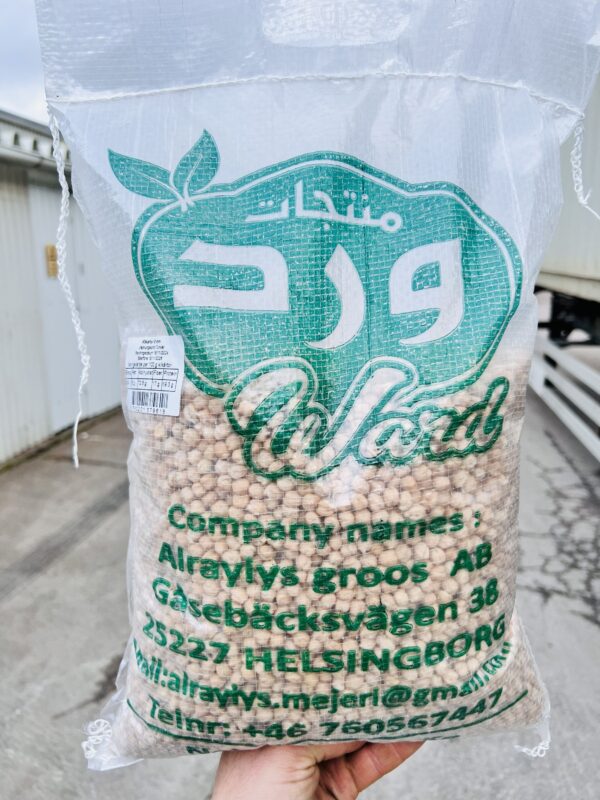 منتجات
ورد
Ward
Company names :
Alraylys groos AB
Gåsebäcksvägen 38
25227 HELSINGBORG
mail:alraylys.mejeri@gmail.com
Telnr: +46 760567447